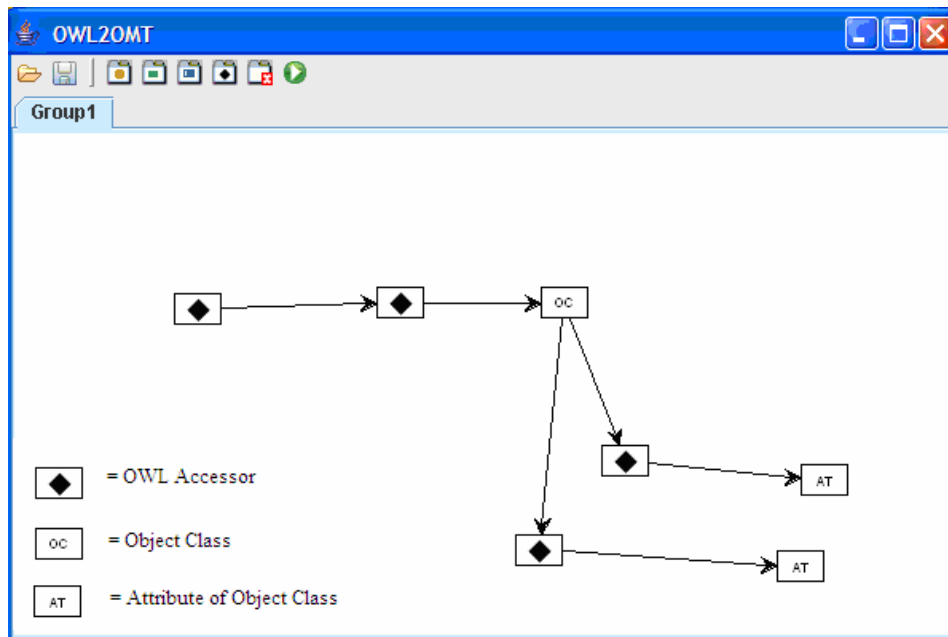 OWL2OMT
Group1
OC
= OWL Accessor
AT
OC = Object Class
AT
AT = Attribute of Object Class